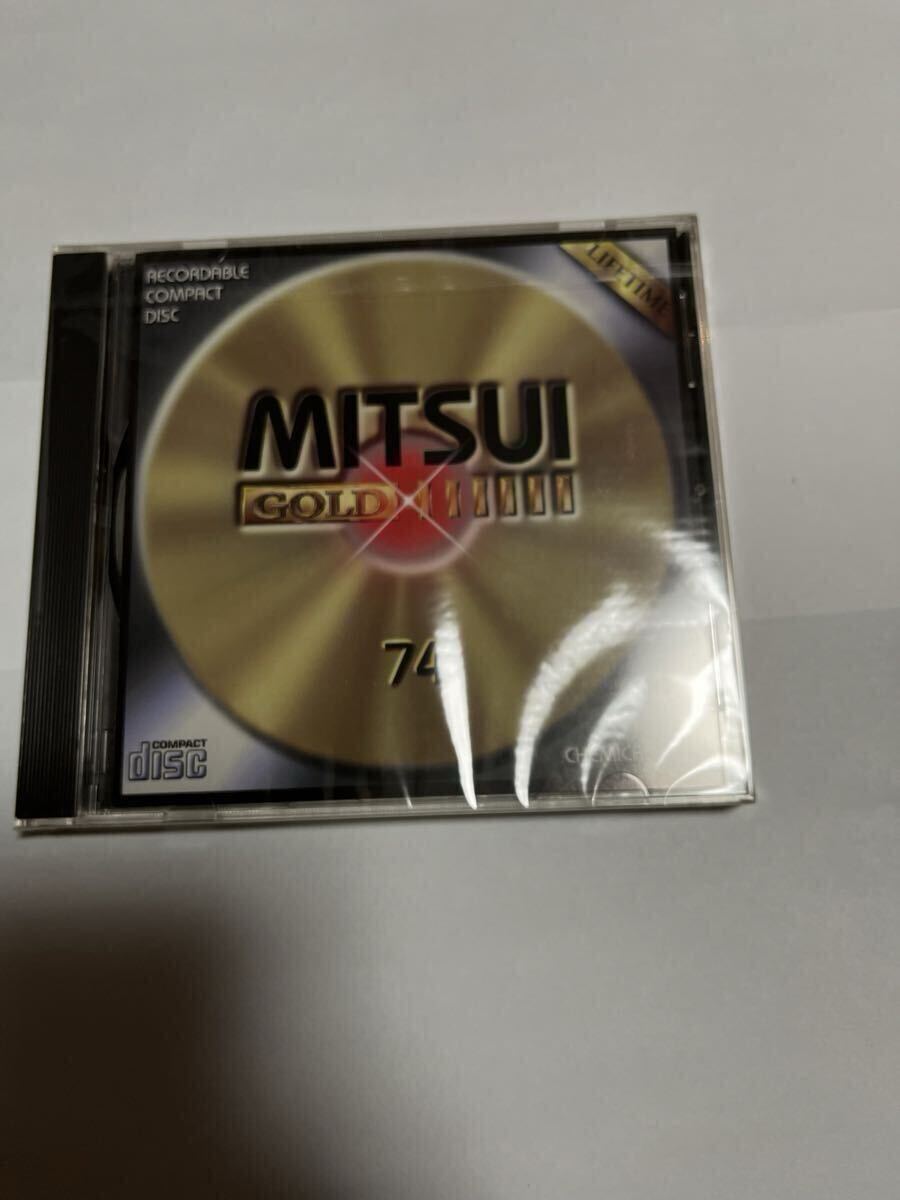 RECORDABLE
COMPACT
DISC
LIFETIME
MITSUI
GOLD
74
COMPACT
disc